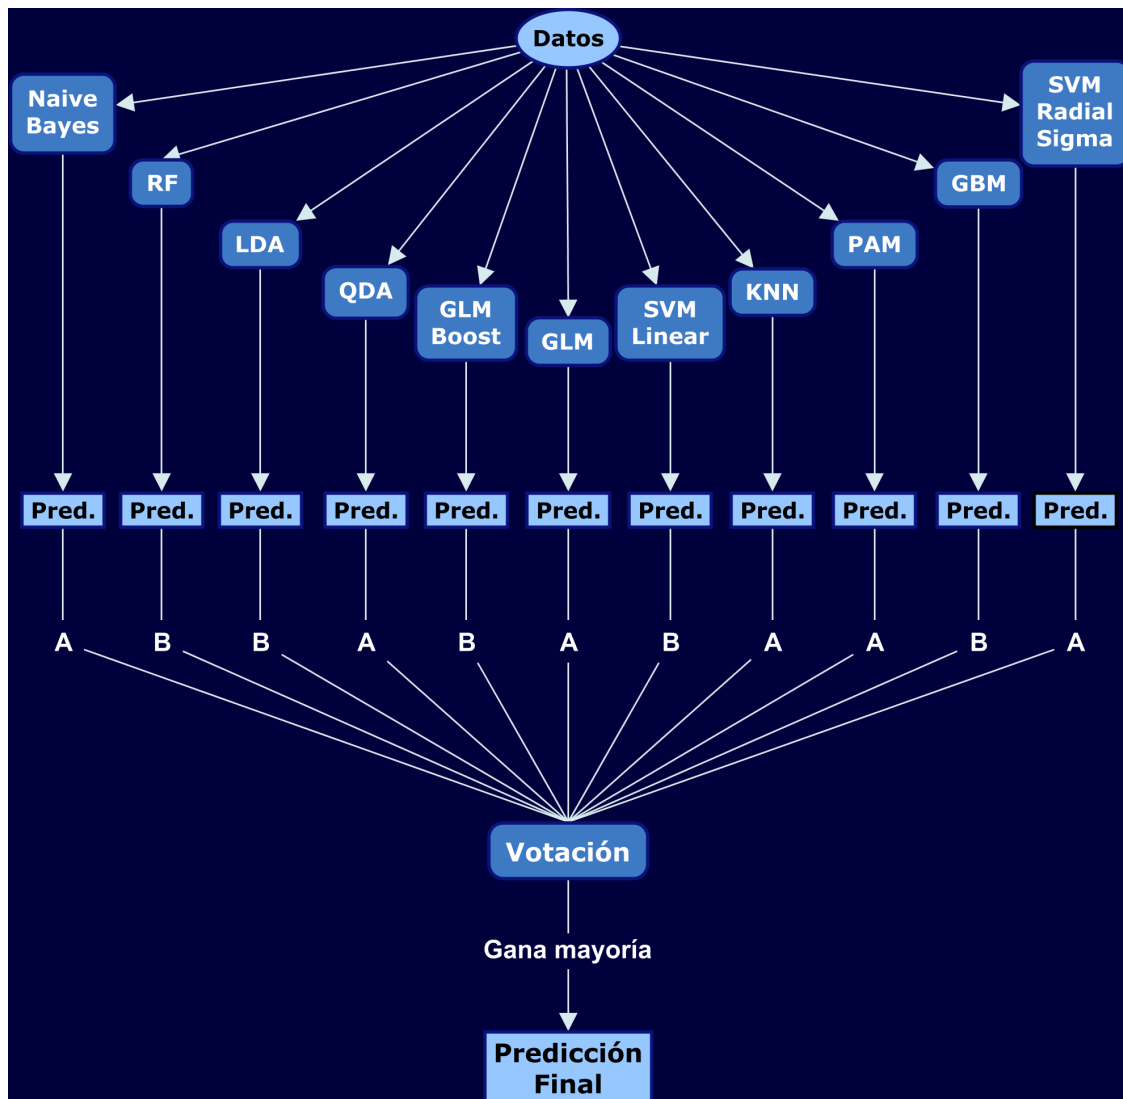 Datos
Naive
Bayes
SVM
Radial
Sigma
RF
GBM
LDA
PAM
QDA
KNN
GLM
Boost
SVM
Linear
GLM
Pred. Pred. Pred. Pred. Pred. Pred. Pred. Pred. Pred. Pred. Pred.
A B B A B A B A A B A
Votación
Gana mayoría
Predicción
Final